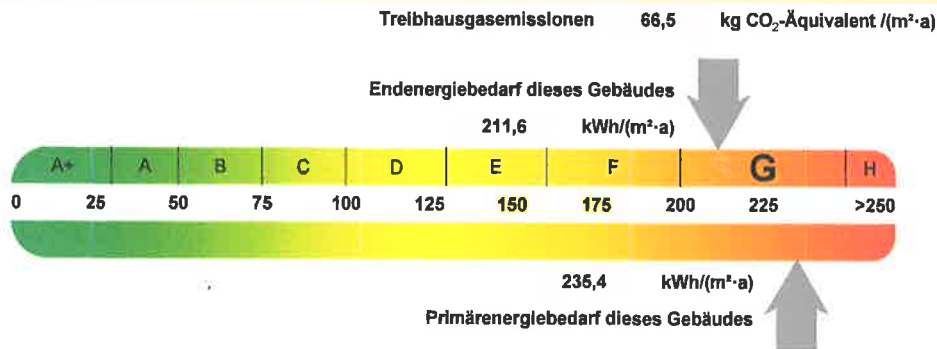 Treibhausgasemissionen 66,5 kg CO₂-Äquivalent /(m²·a)
Endenergiebedarf dieses Gebäudes
211,6 kWh/(m²·a)
A+ A B C D E F G H
0 25 50 75 100 125 150 175 200 225 >250
235,4 kWh/(m²·a)
Primärenergiebedarf dieses Gebäudes